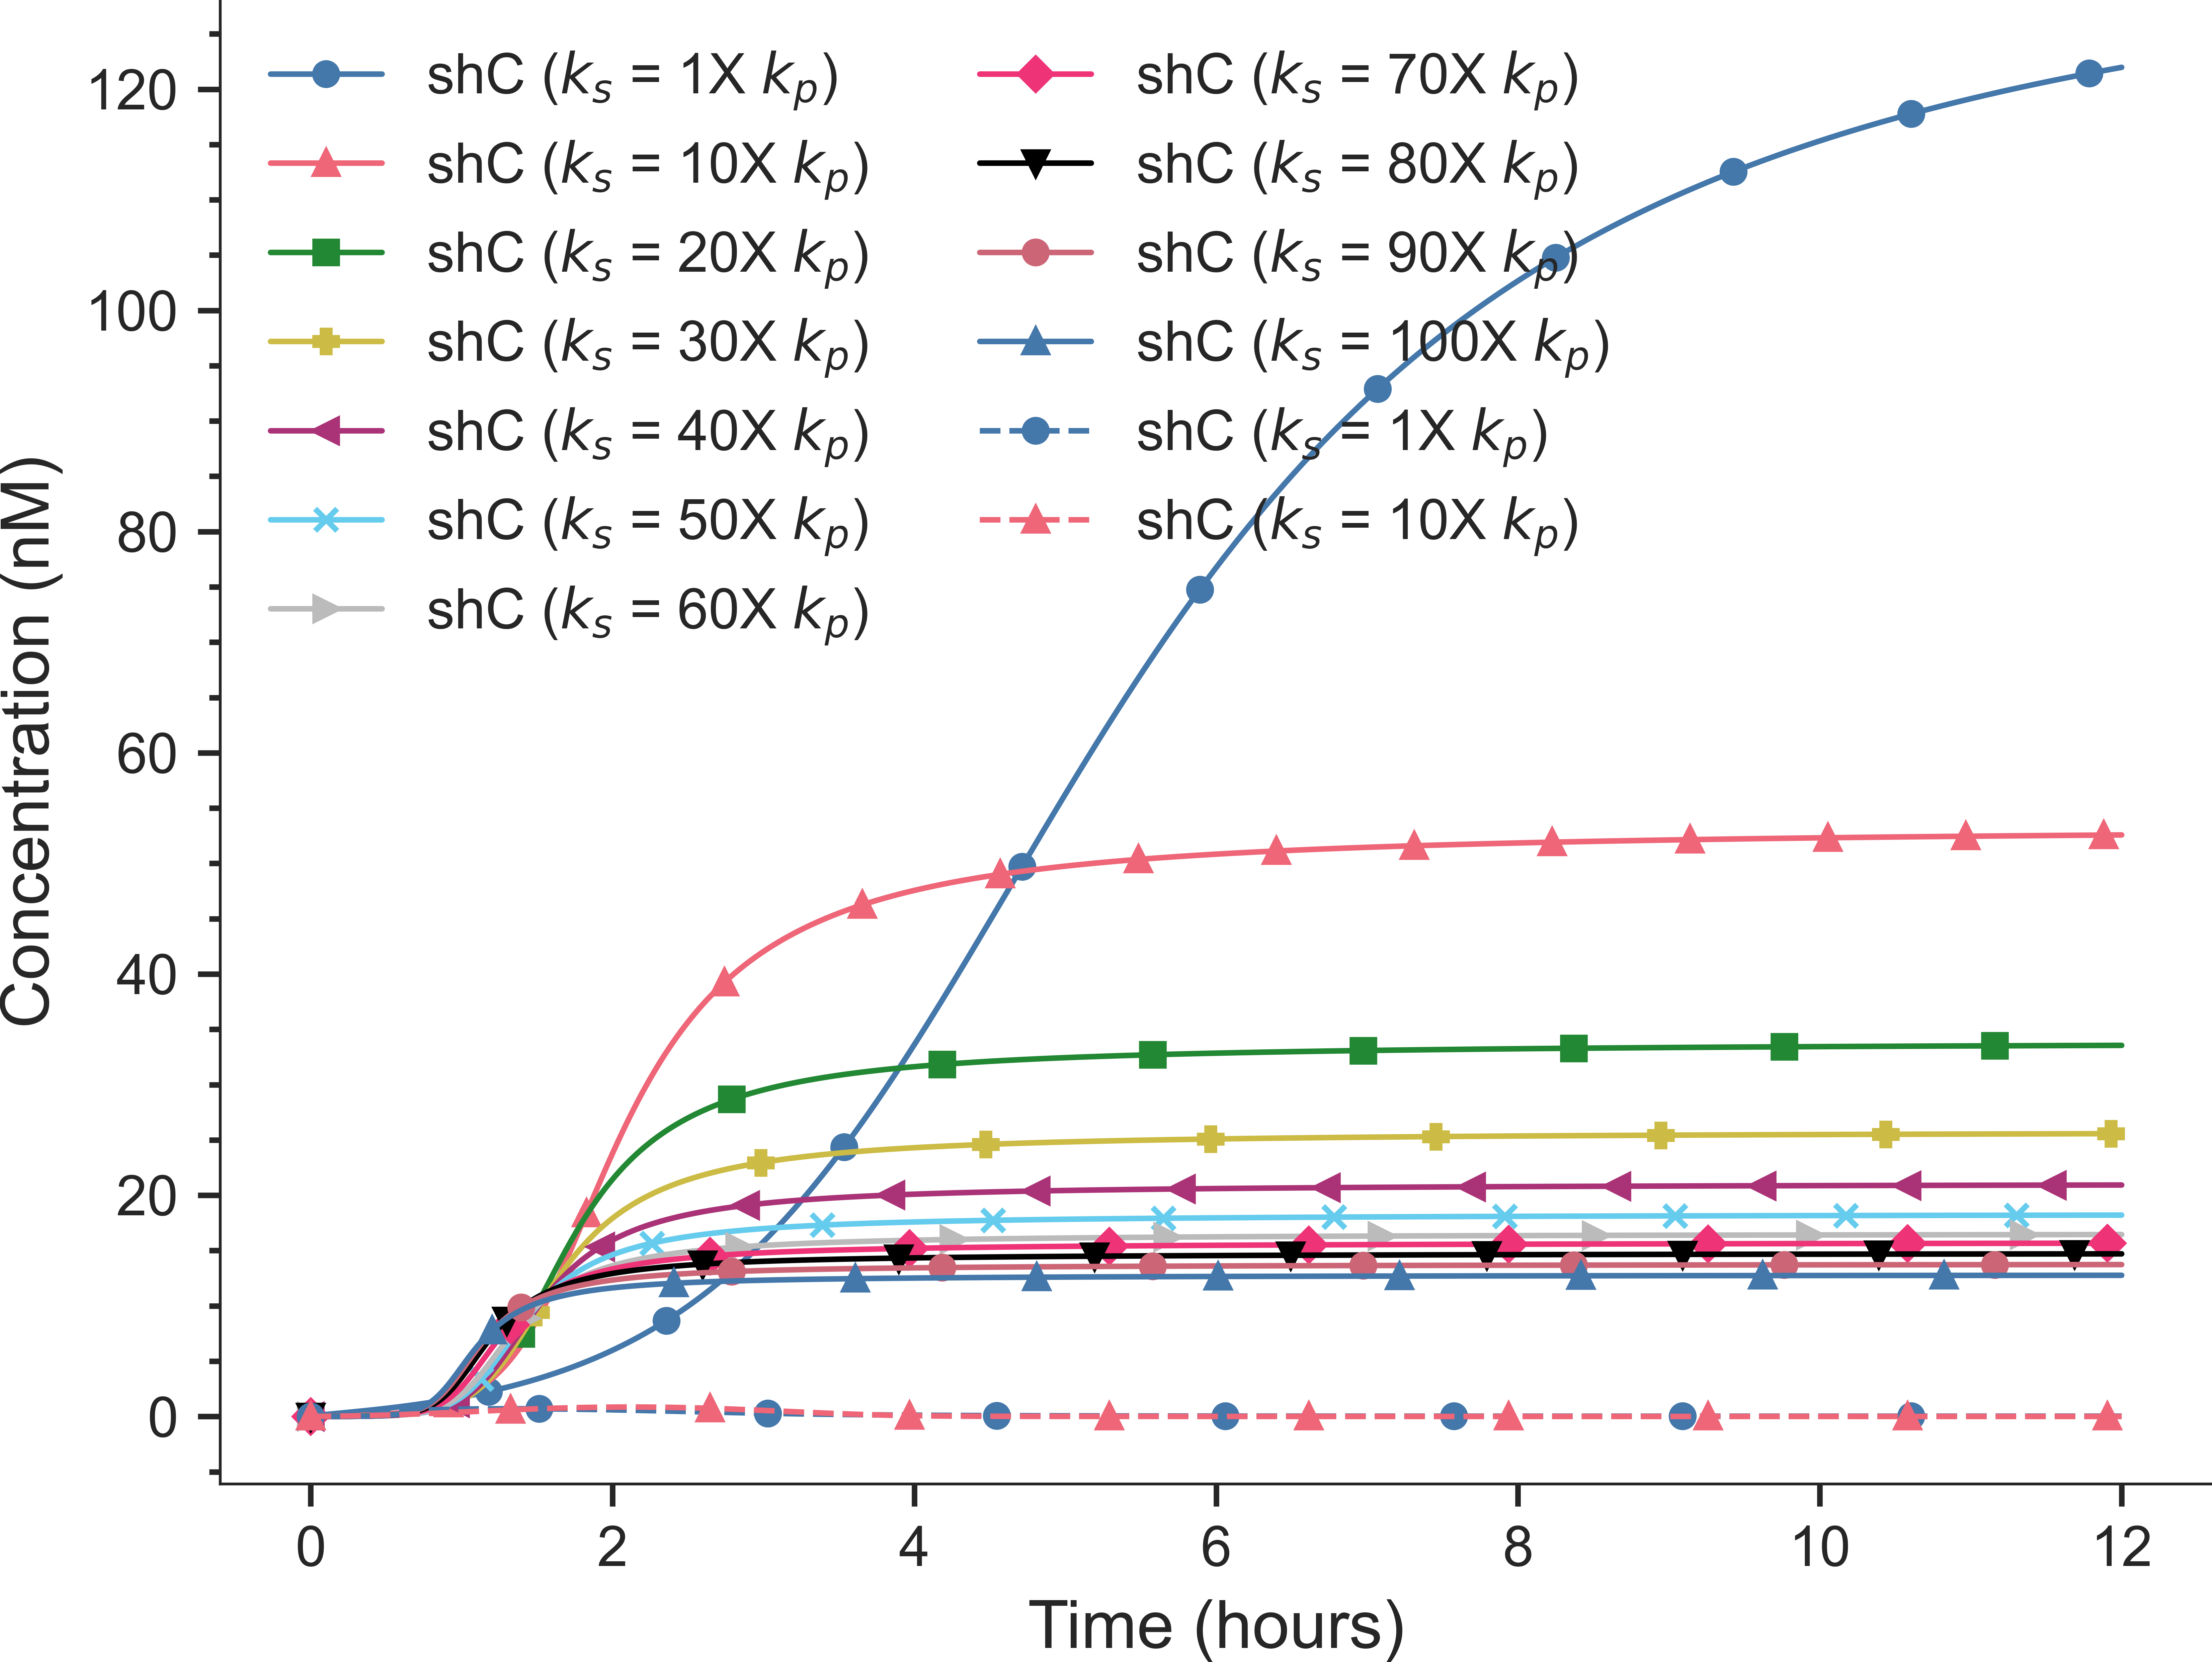 shC (ks = 1X kp)
shC (ks = 10X kp)
shC (ks = 20X kp)
shC (ks = 30X kp)
shC (ks = 40X kp)
shC (ks = 50X kp)
shC (ks = 60X kp)
shC (ks = 70X kp)
shC (ks = 80X kp)
shC (ks = 90X kp)
shC (ks = 100X kp)
shC (ks = 1X kp)
shC (ks = 10X kp)
Concentration (nM)
120
100
80
60
40
20
0
0 2 4 6 8 10 12
Time (hours)